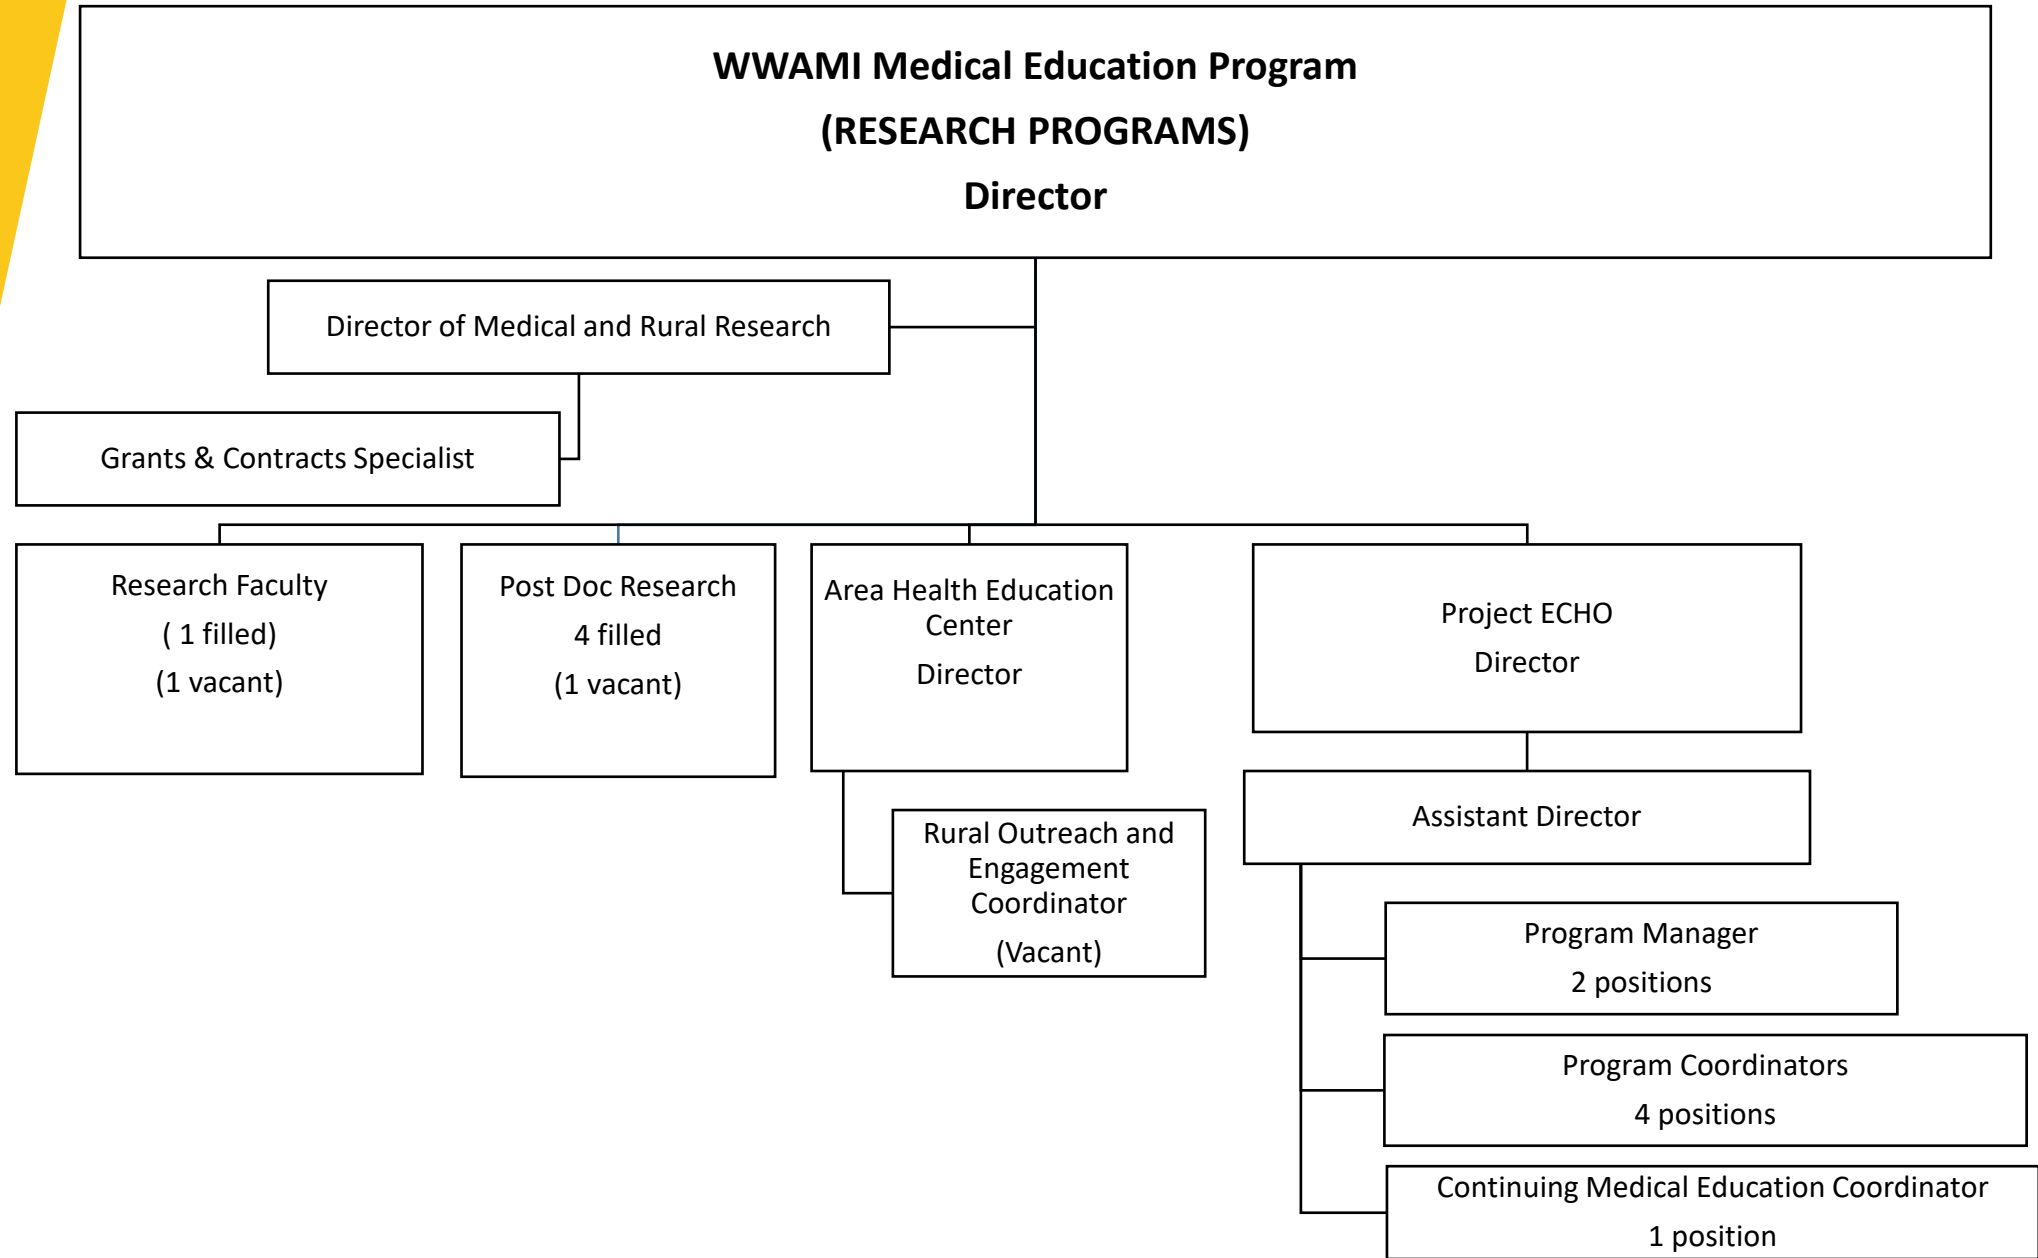 WWAMI Medical Education Program
(RESEARCH PROGRAMS)
Director
Director of Medical and Rural Research
Grants & Contracts Specialist
Research Faculty
( 1 filled)
(1 vacant)
Post Doc Research
4 filled
(1 vacant)
Area Health Education
Center
Director
Project ECHO
Director
Rural Outreach and
Engagement
Coordinator
(Vacant)
Assistant Director
Program Manager
2 positions
Program Coordinators
4 positions
Continuing Medical Education Coordinator
1 position